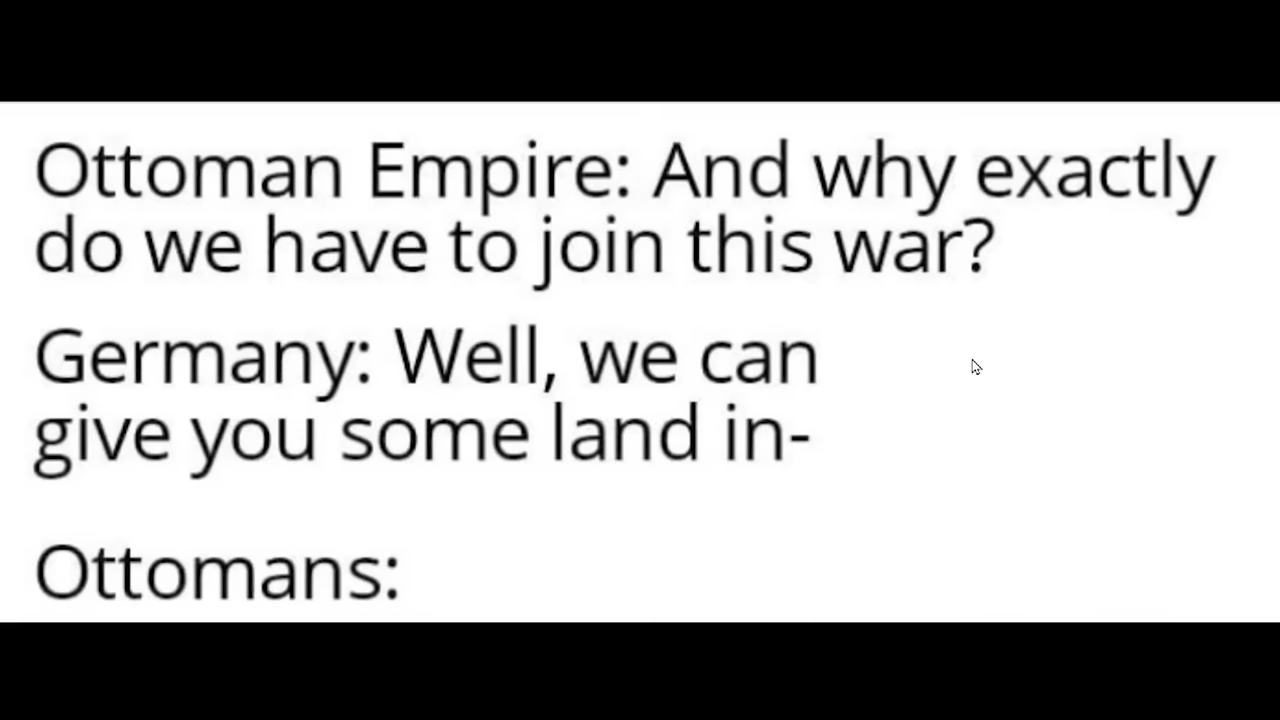 Ottoman Empire: And why exactly
do we have to join this war?
Germany: Well, we can
give you some land in-
Ottomans: